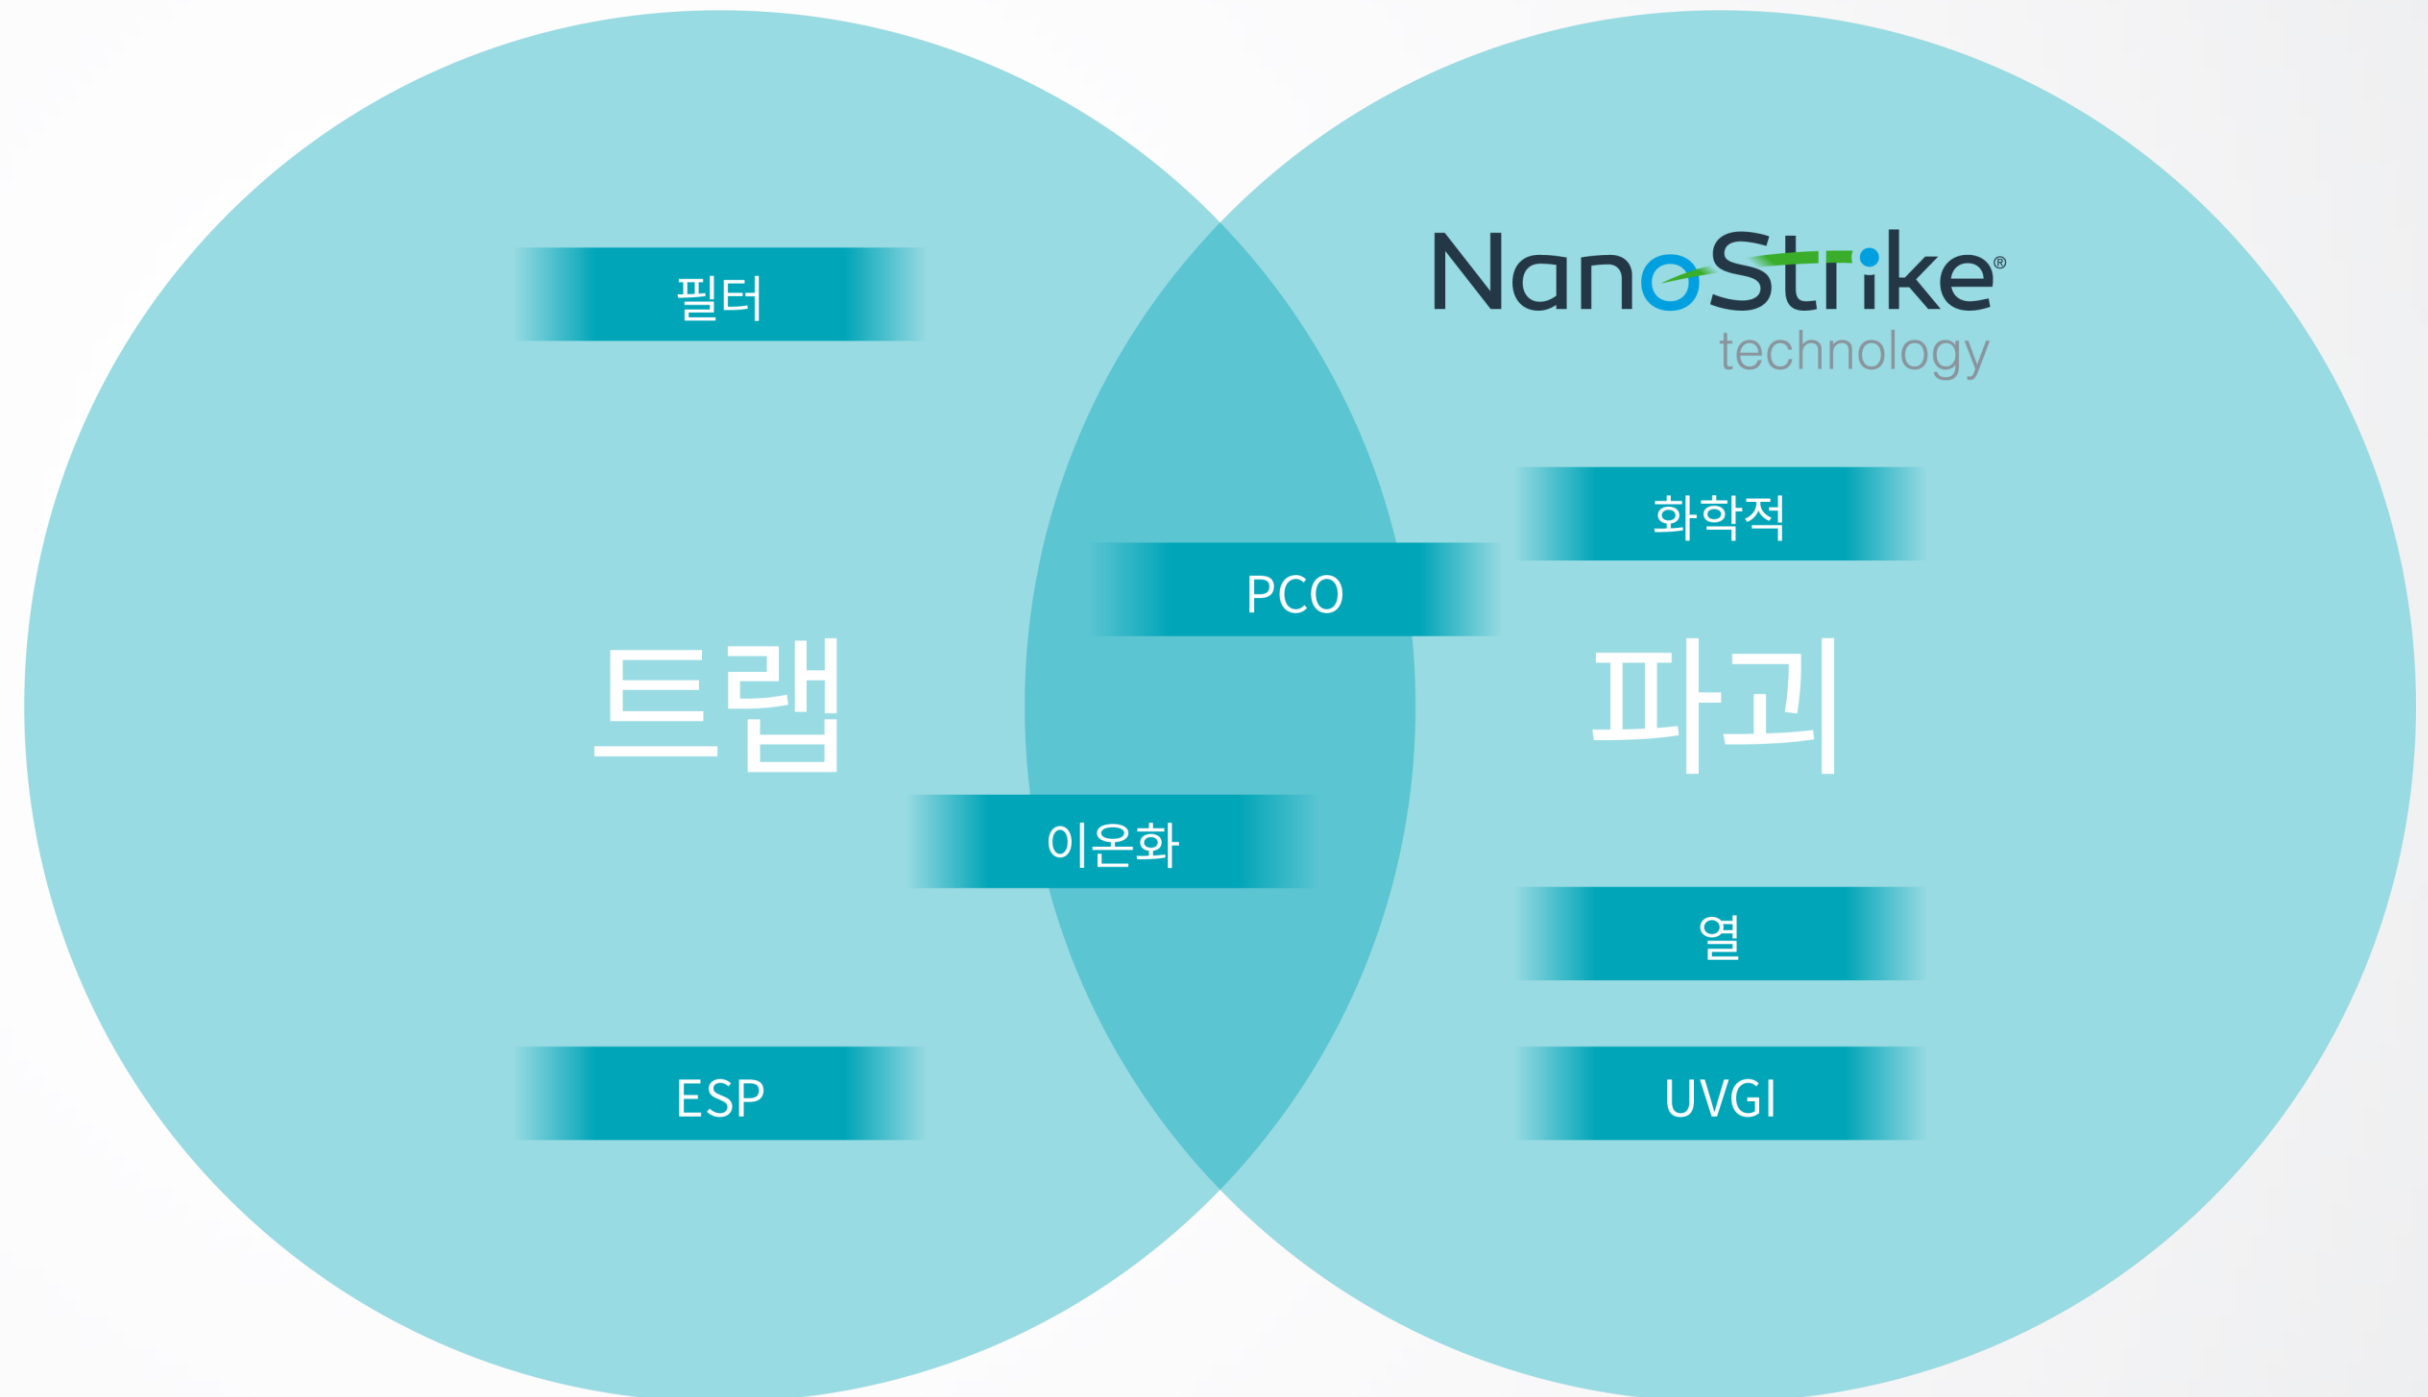 필터
트랩
ESP
PCO
이온화
NanoStrike®
technology
화학적
파괴
열
UVGI